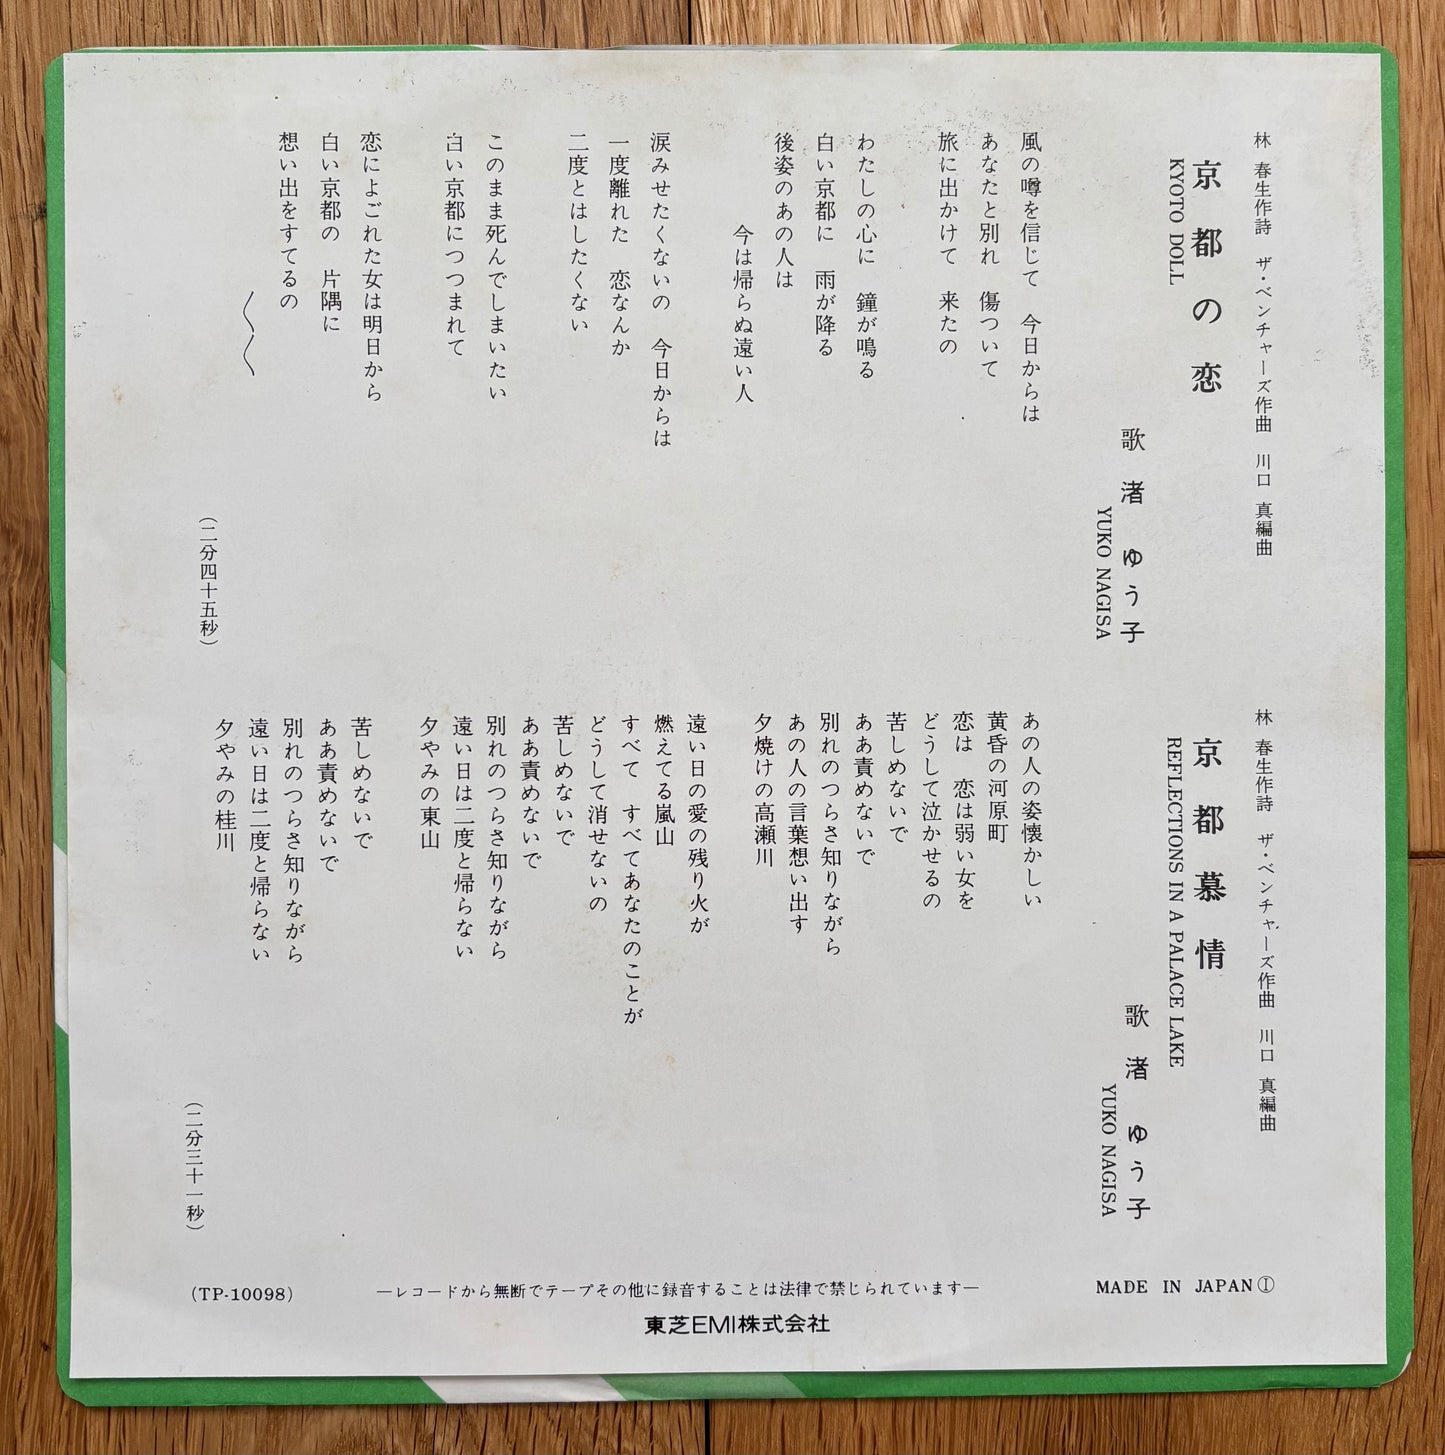 林 春生作詩 ザ・ベンチャーズ作曲 川口 真編曲
京都の恋
KYOTO DOLL
歌 渚 ゆう子
YUKO NAGISA
風の噂を信じて 今日からは
あなたと別れ 傷ついて
旅に出かけて 来たの
わたしの心に 鐘が鳴る
白い京都に 雨が降る
後姿のあの人は
今は帰らぬ遠い人
涙みせたくないの 今日からは
一度離れた 恋なんか
二度とはしたくない
このまま死んでしまいたい
白い京都につつまれて
恋によごれた女は明日から
白い京都の 片隅に
想い出をすてるの
〱〱
(二分四十五秒)
林 春生作詩 ザ・ベンチャーズ作曲 川口 真編曲
京都慕情
REFLECTIONS IN A PALACE LAKE
歌 渚 ゆう子
YUKO NAGISA
あの人の姿懐かしい
黄昏の河原町
恋は 恋は弱い女を
どうして泣かせるの
苦しめないで
ああ責めないで
別れのつらさ知りながら
あの人の言葉想い出す
夕焼けの高瀬川
遠い日の愛の残り火が
燃えてる嵐山
すべて すべてあなたのことが
どうして消せないの
苦しめないで
ああ責めないで
別れのつらさ知りながら
遠い日は二度と帰らない
夕やみの東山
苦しめないで
ああ責めないで
別れのつらさ知りながら
遠い日は二度と帰らない
夕やみの桂川
(二分三十一秒)
(TP-10098)
―レコードから無断でテープその他に録音することは法律で禁じられています―
MADE IN JAPANⒾ
東芝EMI株式会社